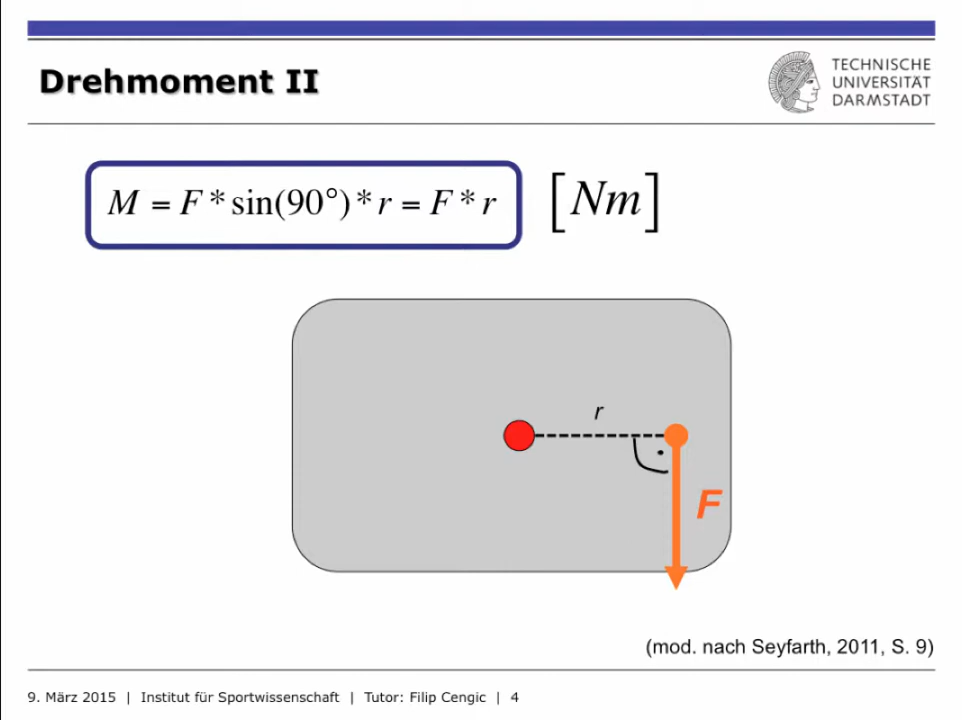 Drehmoment II
TECHNISCHE
UNIVERSITÄT
DARMSTADT
M = F * sin(90°) * r = F * r [Nm]
r
F
(mod. nach Seyfarth, 2011, S. 9)
9. März 2015 | Institut für Sportwissenschaft | Tutor: Filip Cengic | 4